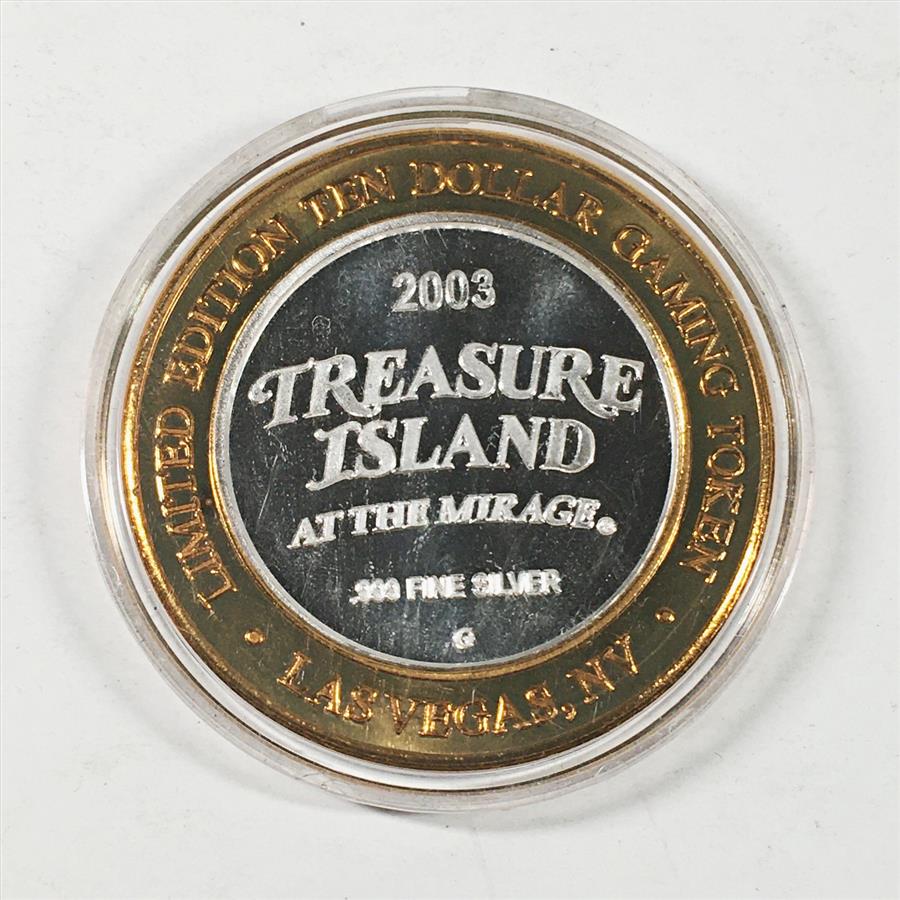 LIMITED EDITION TEN DOLLAR GAMING TOKEN
2003
TREASURE
ISLAND
AT THE MIRAGE®
.999 FINE SILVER
G
• LAS VEGAS, NV •